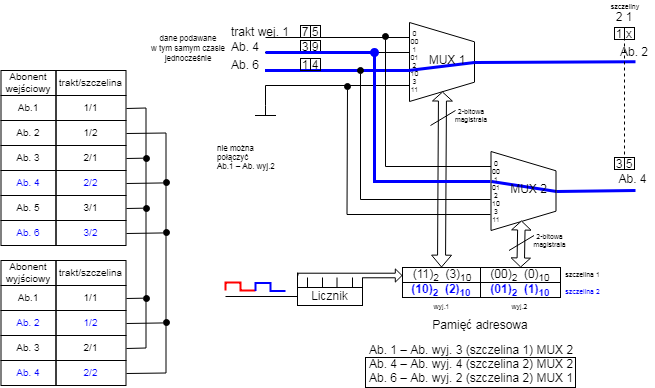 szczeliny
2 1
1 x
Ab. 2
dane podawane
w tym samym czasie
jednocześnie
trakt wej. 1
7 5
Ab. 4
3 9
Ab. 6
1 4
0
00
1
01
2
10
3
11
MUX 1
2-bitowa
magistrala
Abonent
wejściowy
trakt/szczelina
Ab.1 1/1
Ab. 2 1/2
Ab. 3 2/1
Ab. 4 2/2
Ab. 5 3/1
Ab. 6 3/2
nie można
połączyć
Ab.1 – Ab. wyj.2
0
00
1
01
2
10
3
11
MUX 2
3 5
Ab. 4
2-bitowa
magistrala
Abonent
wyjściowy
trakt/szczelina
Ab.1 1/1
Ab. 2 1/2
Ab. 3 2/1
Ab. 4 2/2
Licznik
(11)2 (3)10 (00)2 (0)10 szczelina 1
(10)2 (2)10 (01)2 (1)10 szczelina 2
wyj.1 wyj.2
Pamięć adresowa
Ab. 1 – Ab. wyj. 3 (szczelina 1) MUX 2
Ab. 4 – Ab. wyj. 4 (szczelina 2) MUX 2
Ab. 6 – Ab. wyj. 2 (szczelina 2) MUX 1